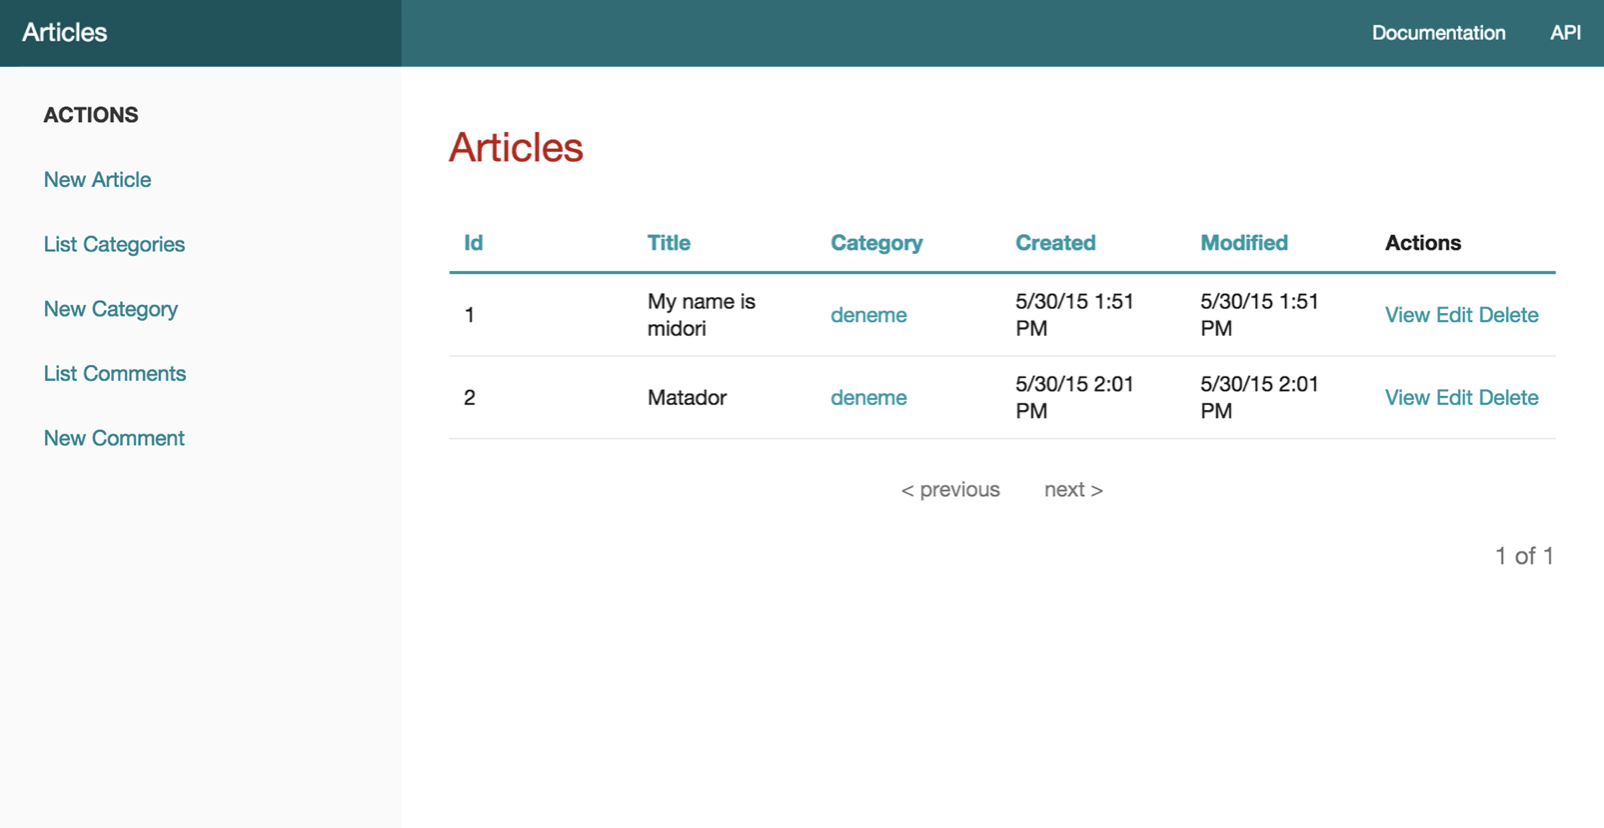 Articles
Documentation API
ACTIONS
New Article
List Categories
New Category
List Comments
New Comment
Articles
Id Title Category Created Modified Actions
1 My name is midori deneme 5/30/15 1:51 PM 5/30/15 1:51 PM View Edit Delete
2 Matador deneme 5/30/15 2:01 PM 5/30/15 2:01 PM View Edit Delete
< previous next >
1 of 1